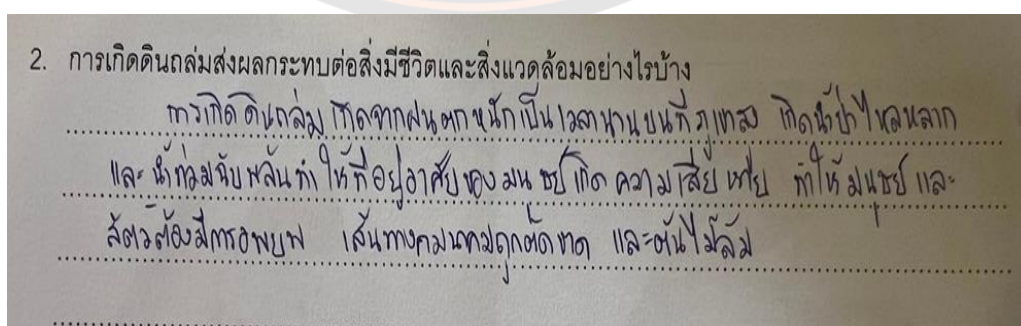 2. การเกิดดินถล่มส่งผลกระทบต่อสิ่งมีชีวิตและสิ่งแวดล้อมอย่างไรบ้าง
การเกิดดินถล่ม เกิดจากฝนตกหนักเป็นเวลานานบนที่ภูเขาสูง เกิดน้ำป่าไหลหลาก
และน้ำท่วมฉับพลันทำให้ที่อยู่อาศัยของมนุษย์เกิดความเสียหาย ทำให้มนุษย์และ
สัตว์ต้องมีการอพยพ เส้นทางคมนาคมถูกตัดขาด และต้นไม้ล้ม